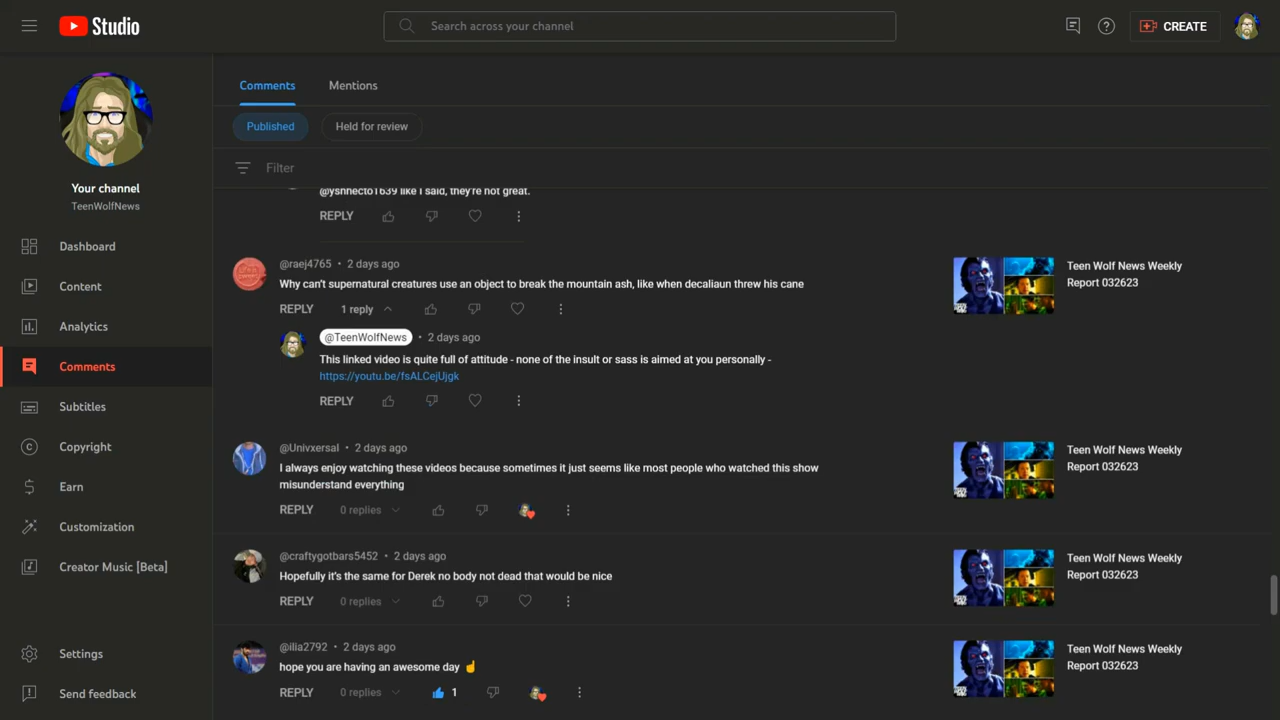 Studio
Search across your channel
CREATE
Your channel
TeenWolfNews
Dashboard
Content
Analytics
Comments
Subtitles
Copyright
Earn
Customization
Creator Music [Beta]
Settings
Send feedback
Comments Mentions
Published Held for review
Filter
@yshhecto1639 like I said, they're not great.
REPLY
@raej4765 • 2 days ago
Why can't supernatural creatures use an object to break the mountain ash, like when decaliaun threw his cane
REPLY 1 reply
Teen Wolf News Weekly
Report 032623
@TeenWolfNews • 2 days ago
This linked video is quite full of attitude - none of the insult or sass is aimed at you personally -
https://youtu.be/fsALCejUjgk
REPLY
@Univxersal • 2 days ago
I always enjoy watching these videos because sometimes it just seems like most people who watched this show
misunderstand everything
REPLY 0 replies
Teen Wolf News Weekly
Report 032623
@craftygotbars5452 • 2 days ago
Hopefully it's the same for Derek no body not dead that would be nice
REPLY 0 replies
Teen Wolf News Weekly
Report 032623
@ilia2792 • 2 days ago
hope you are having an awesome day ☝
REPLY 0 replies 1
Teen Wolf News Weekly
Report 032623